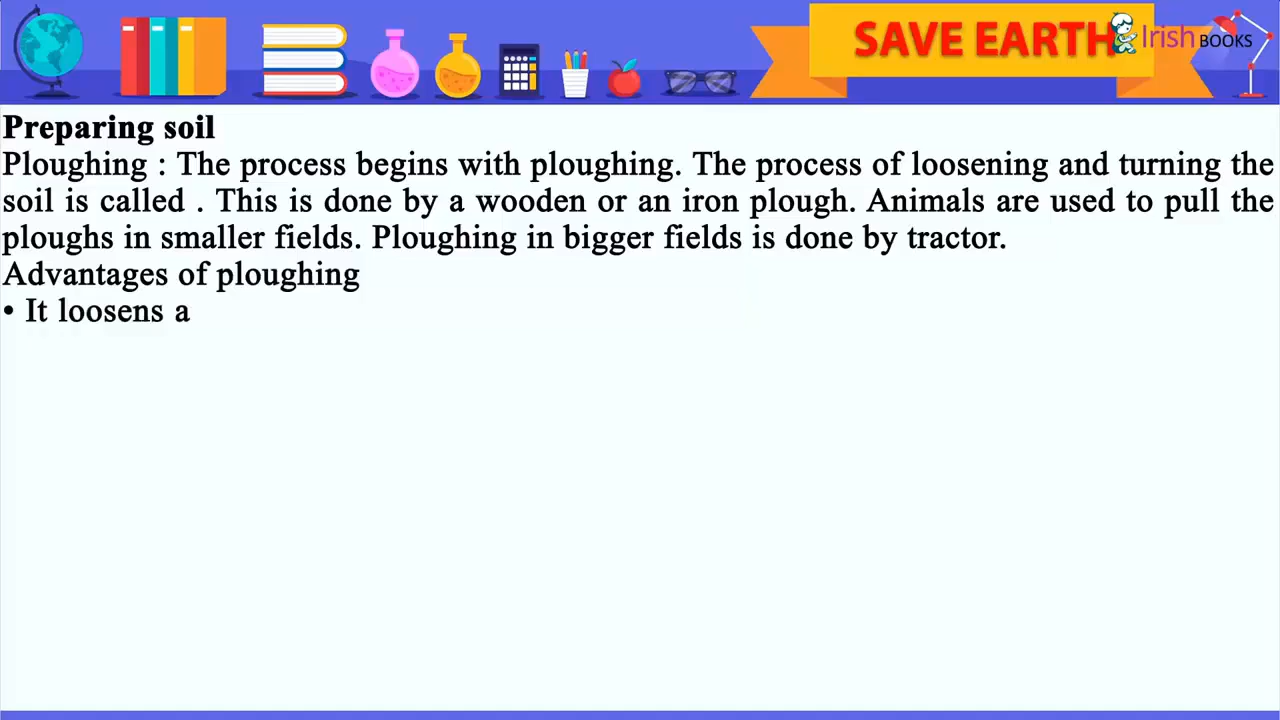 SAVE EARTH
Irish BOOKS
Preparing soil
Ploughing : The process begins with ploughing. The process of loosening and turning the
soil is called . This is done by a wooden or an iron plough. Animals are used to pull the
ploughs in smaller fields. Ploughing in bigger fields is done by tractor.
Advantages of ploughing
• It loosens a